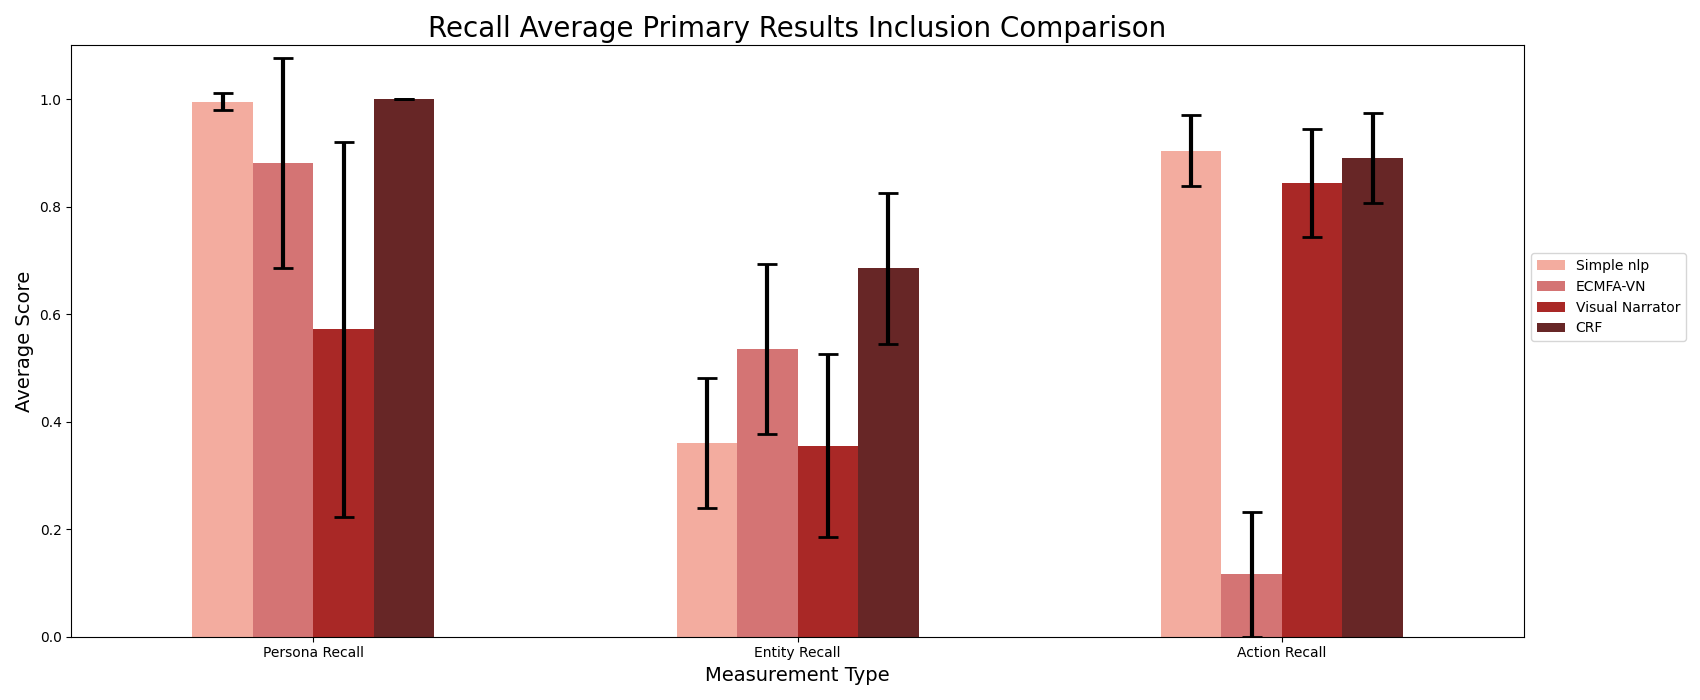 Recall Average Primary Results Inclusion Comparison
1.0
0.8
0.6
0.4
0.2
0.0
Average Score
Persona Recall
Entity Recall
Action Recall
Measurement Type
Simple nlp
ECMFA-VN
Visual Narrator
CRF